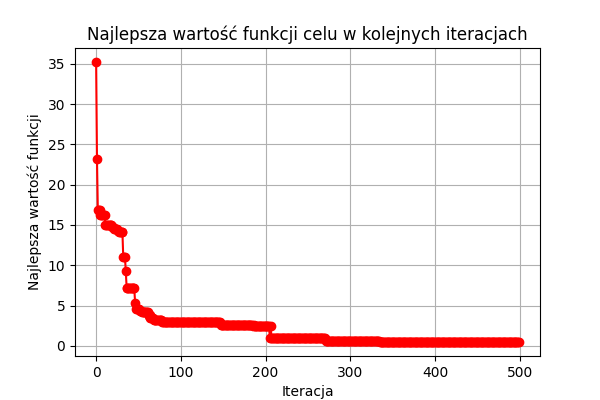 Najlepsza wartość funkcji celu w kolejnych iteracjach
Najlepsza wartość funkcji
35
30
25
20
15
10
5
0
0 100 200 300 400 500
Iteracja